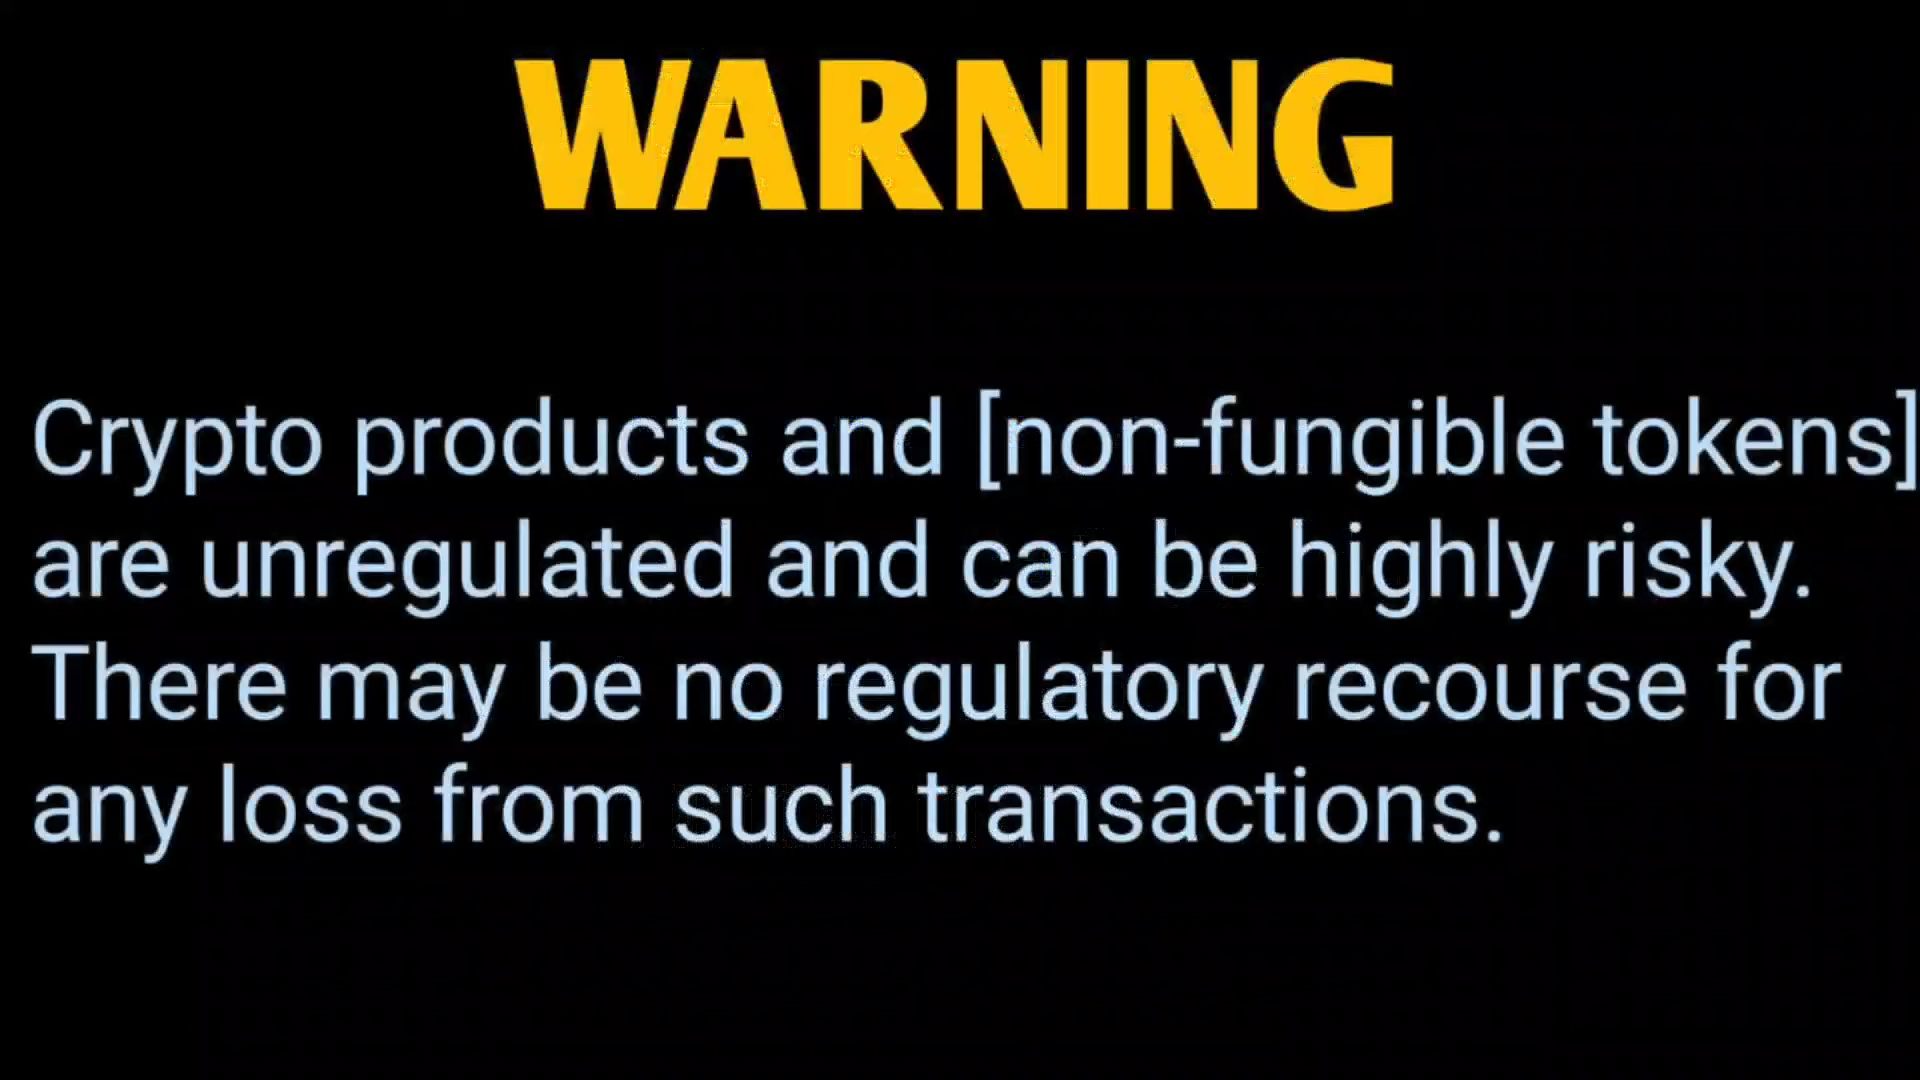 WARNING
Crypto products and [non-fungible tokens]
are unregulated and can be highly risky.
There may be no regulatory recourse for
any loss from such transactions.